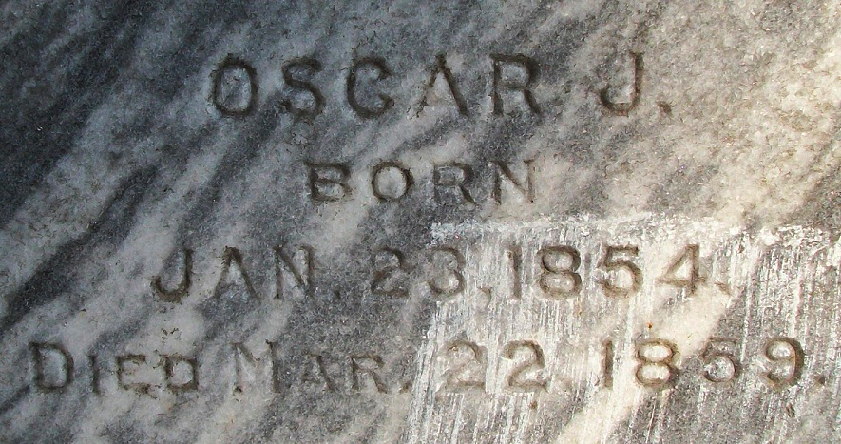 OSCAR J.
BORN
JAN. 23, 1854.
DIED MAR. 22, 1859.